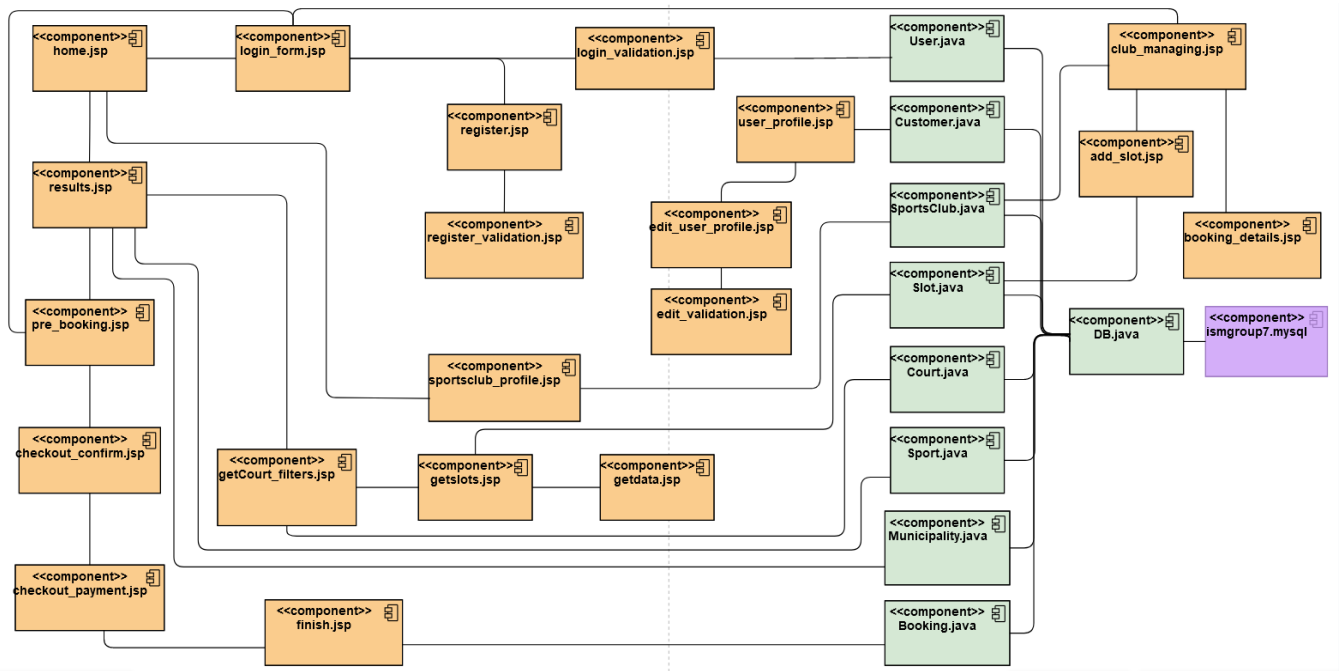 <<component>>
home.jsp
<<component>>
login_form.jsp
<<component>>
login_validation.jsp
<<component>>
User.java
<<component>>
club_managing.jsp
<<component>>
register.jsp
<<component>>
user_profile.jsp
<<component>>
Customer.java
<<component>>
add_slot.jsp
<<component>>
results.jsp
<<component>>
register_validation.jsp
<<component>>
edit_user_profile.jsp
<<component>>
SportsClub.java
<<component>>
booking_details.jsp
<<component>>
pre_booking.jsp
<<component>>
edit_validation.jsp
<<component>>
Slot.java
<<component>>
DB.java
<<component>>
ismgroup7.mysql
<<component>>
sportsclub_profile.jsp
<<component>>
Court.java
<<component>>
checkout_confirm.jsp
<<component>>
getCourt_filters.jsp
<<component>>
getslots.jsp
<<component>>
getdata.jsp
<<component>>
Sport.java
<<component>>
Municipality.java
<<component>>
checkout_payment.jsp
<<component>>
finish.jsp
<<component>>
Booking.java